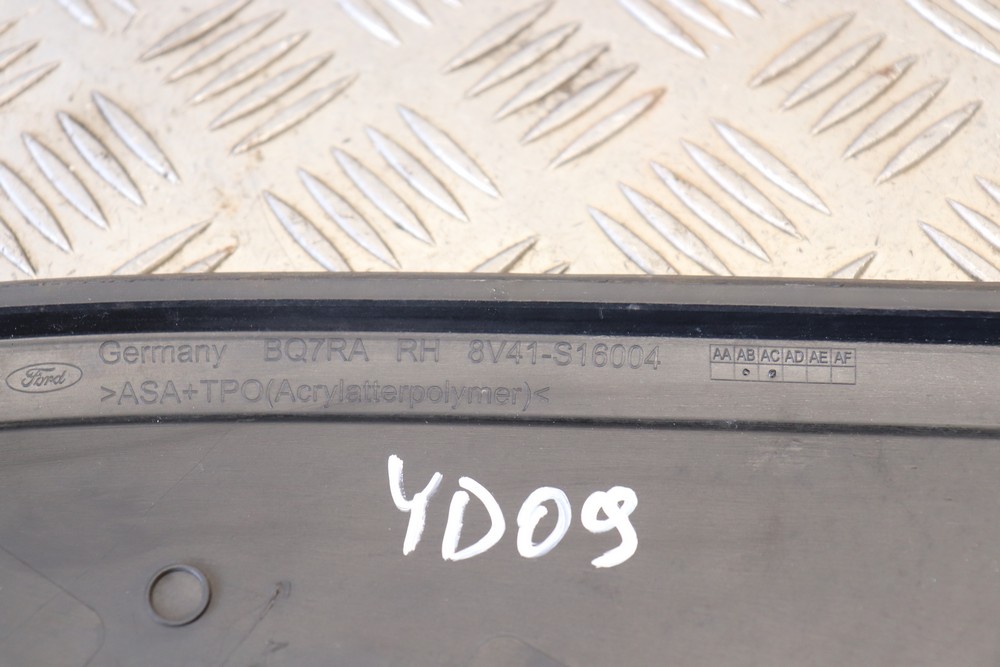 Ford
Germany BQ7RA RH 8V41-S16004
>ASA+TPO(Acrylatterpolymer)<
AA AB AC AD AE AF
YD09